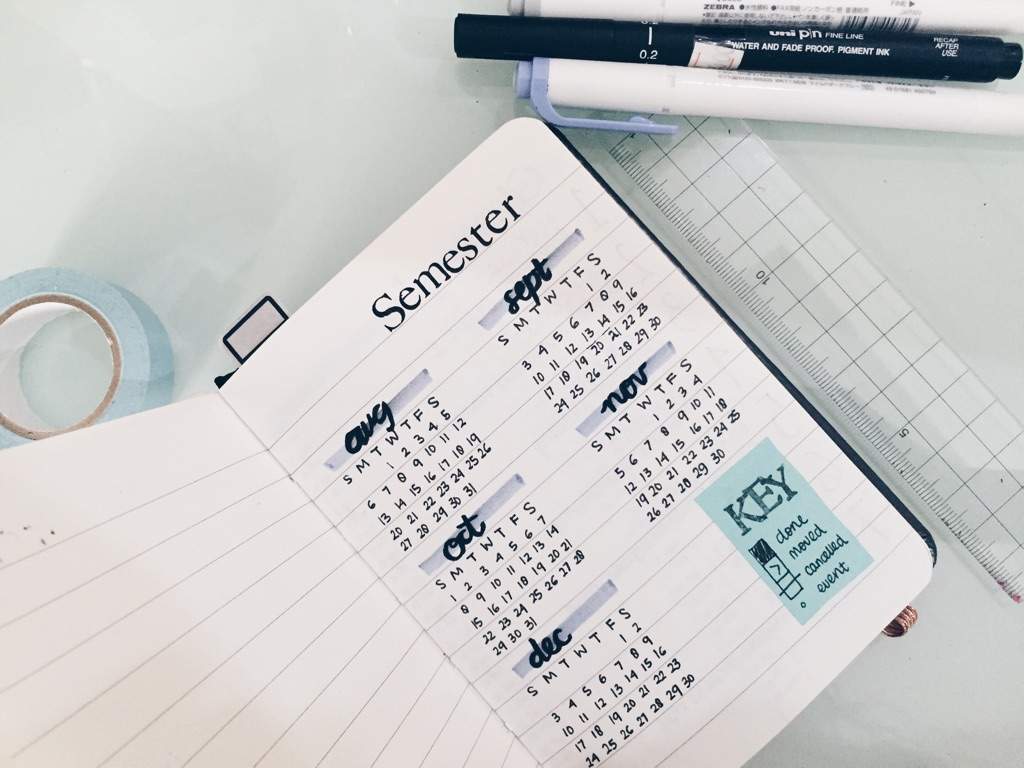 ZEBRA
FINE
0.2
uni pin FINE LINE
WATER AND FADE PROOF, PIGMENT INK
RECAP
AFTER
USE.
Semester
aug
S M T W T F S
1 2 3 4 5
6 7 8 9 10 11 12
13 14 15 16 17 18 19
20 21 22 23 24 25 26
27 28 29 30 31
sept
S M T W T F S
1 2
3 4 5 6 7 8 9
10 11 12 13 14 15 16
17 18 19 20 21 22 23
24 25 26 27 28 29 30
oct
S M T W T F S
1 2 3 4 5 6 7
8 9 10 11 12 13 14
15 16 17 18 19 20 21
22 23 24 25 26 27 28
29 30 31
nov
S M T W T F S
1 2 3 4
5 6 7 8 9 10 11
12 13 14 15 16 17 18
19 20 21 22 23 24 25
26 27 28 29 30
dec
S M T W T F S
1 2
3 4 5 6 7 8 9
10 11 12 13 14 15 16
17 18 19 20 21 22 23
24 25 26 27 28 29 30
KEY
done
moved
cancelled
event
10
5